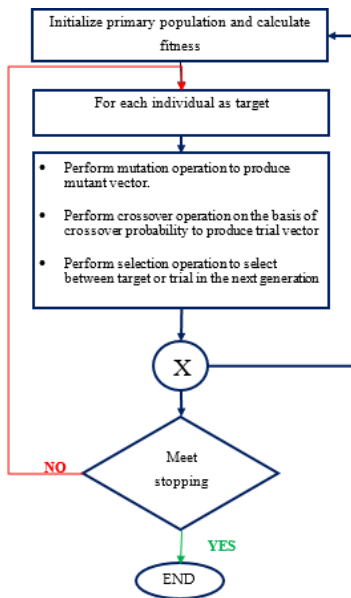 Initialize primary population and calculate
fitness
For each individual as target
• Perform mutation operation to produce
mutant vector.
• Perform crossover operation on the basis of
crossover probability to produce trial vector
• Perform selection operation to select
between target or trial in the next generation
X
Meet
stopping
NO
YES
END